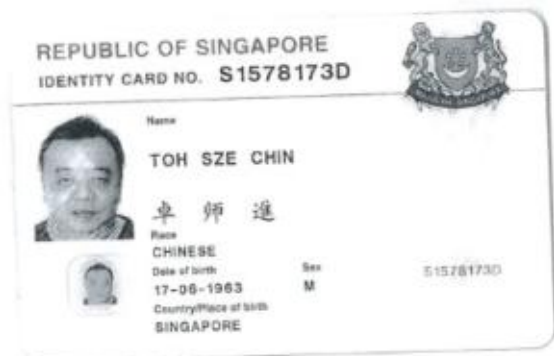 REPUBLIC OF SINGAPORE
IDENTITY CARD NO. S1578173D
Name
TOH SZE CHIN
卓 师 進
Race
CHINESE
Date of birth Sex
17-06-1963 M
S1578173D
Country/Place of birth
SINGAPORE